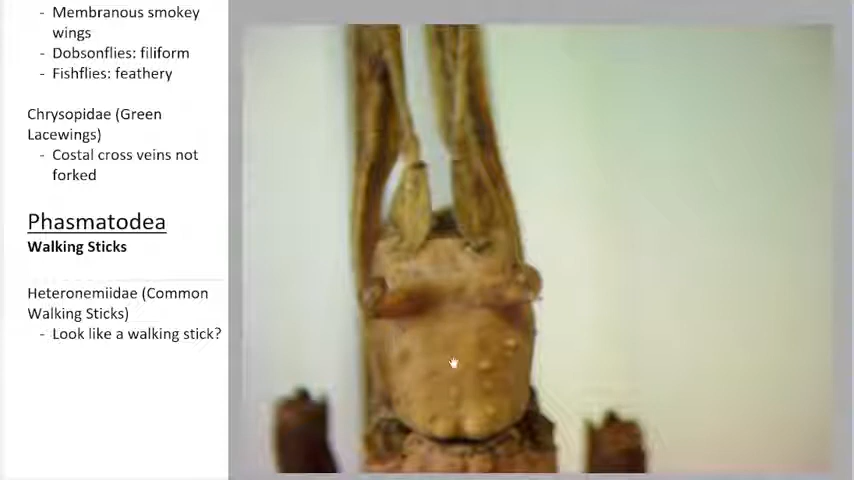 - Membranous smokey
wings
- Dobsonflies: filiform
- Fishflies: feathery
Chrysopidae (Green
Lacewings)
- Costal cross veins not
forked
Phasmatodea
Walking Sticks
Heteronemiidae (Common
Walking Sticks)
- Look like a walking stick?